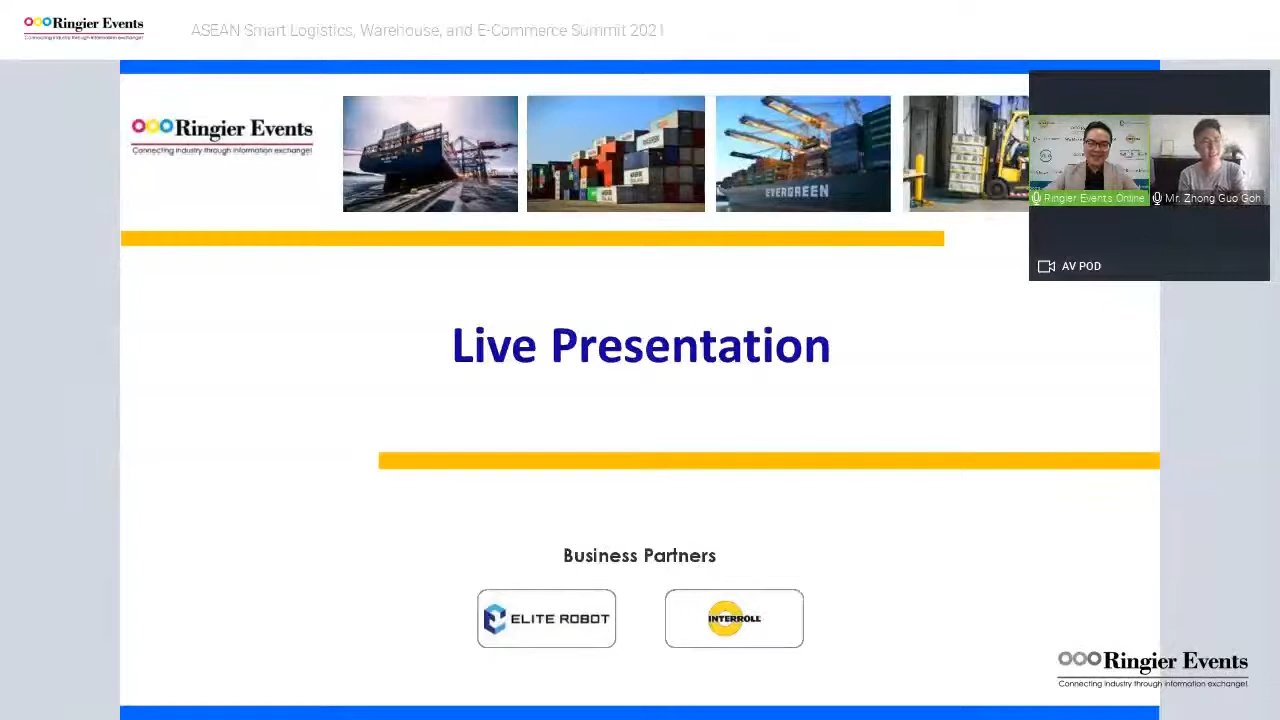 Ringier Events
Connecting industry through information exchange!
ASEAN Smart Logistics, Warehouse, and E-Commerce Summit 2021
Ringier Events
Connecting industry through information exchange!
EVERGREEN
Ringier Events Online
Mr. Zhong Guo Goh
AV POD
Live Presentation
Business Partners
ELITE ROBOT
INTERROLL
Ringier Events
Connecting industry through information exchange!